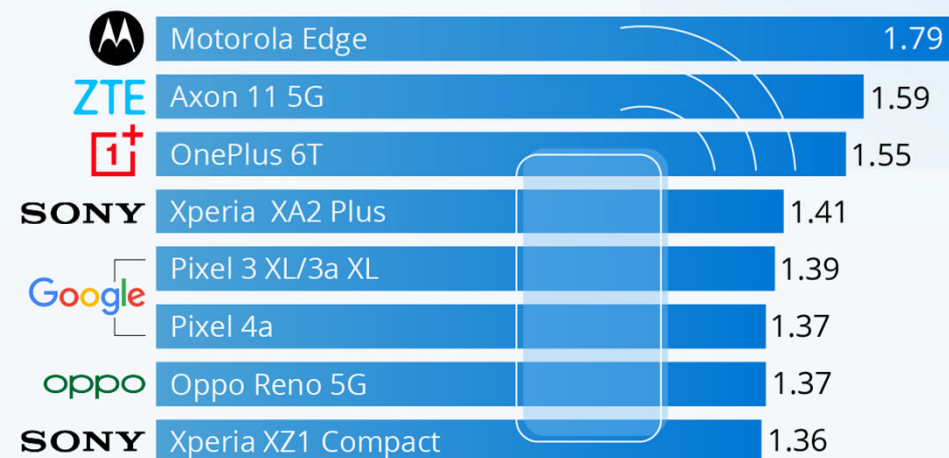 Motorola Edge 1.79
ZTE Axon 11 5G 1.59
1+ OnePlus 6T 1.55
SONY Xperia XA2 Plus 1.41
Google
Pixel 3 XL/3a XL 1.39
Pixel 4a 1.37
oppo Oppo Reno 5G 1.37
SONY Xperia XZ1 Compact 1.36